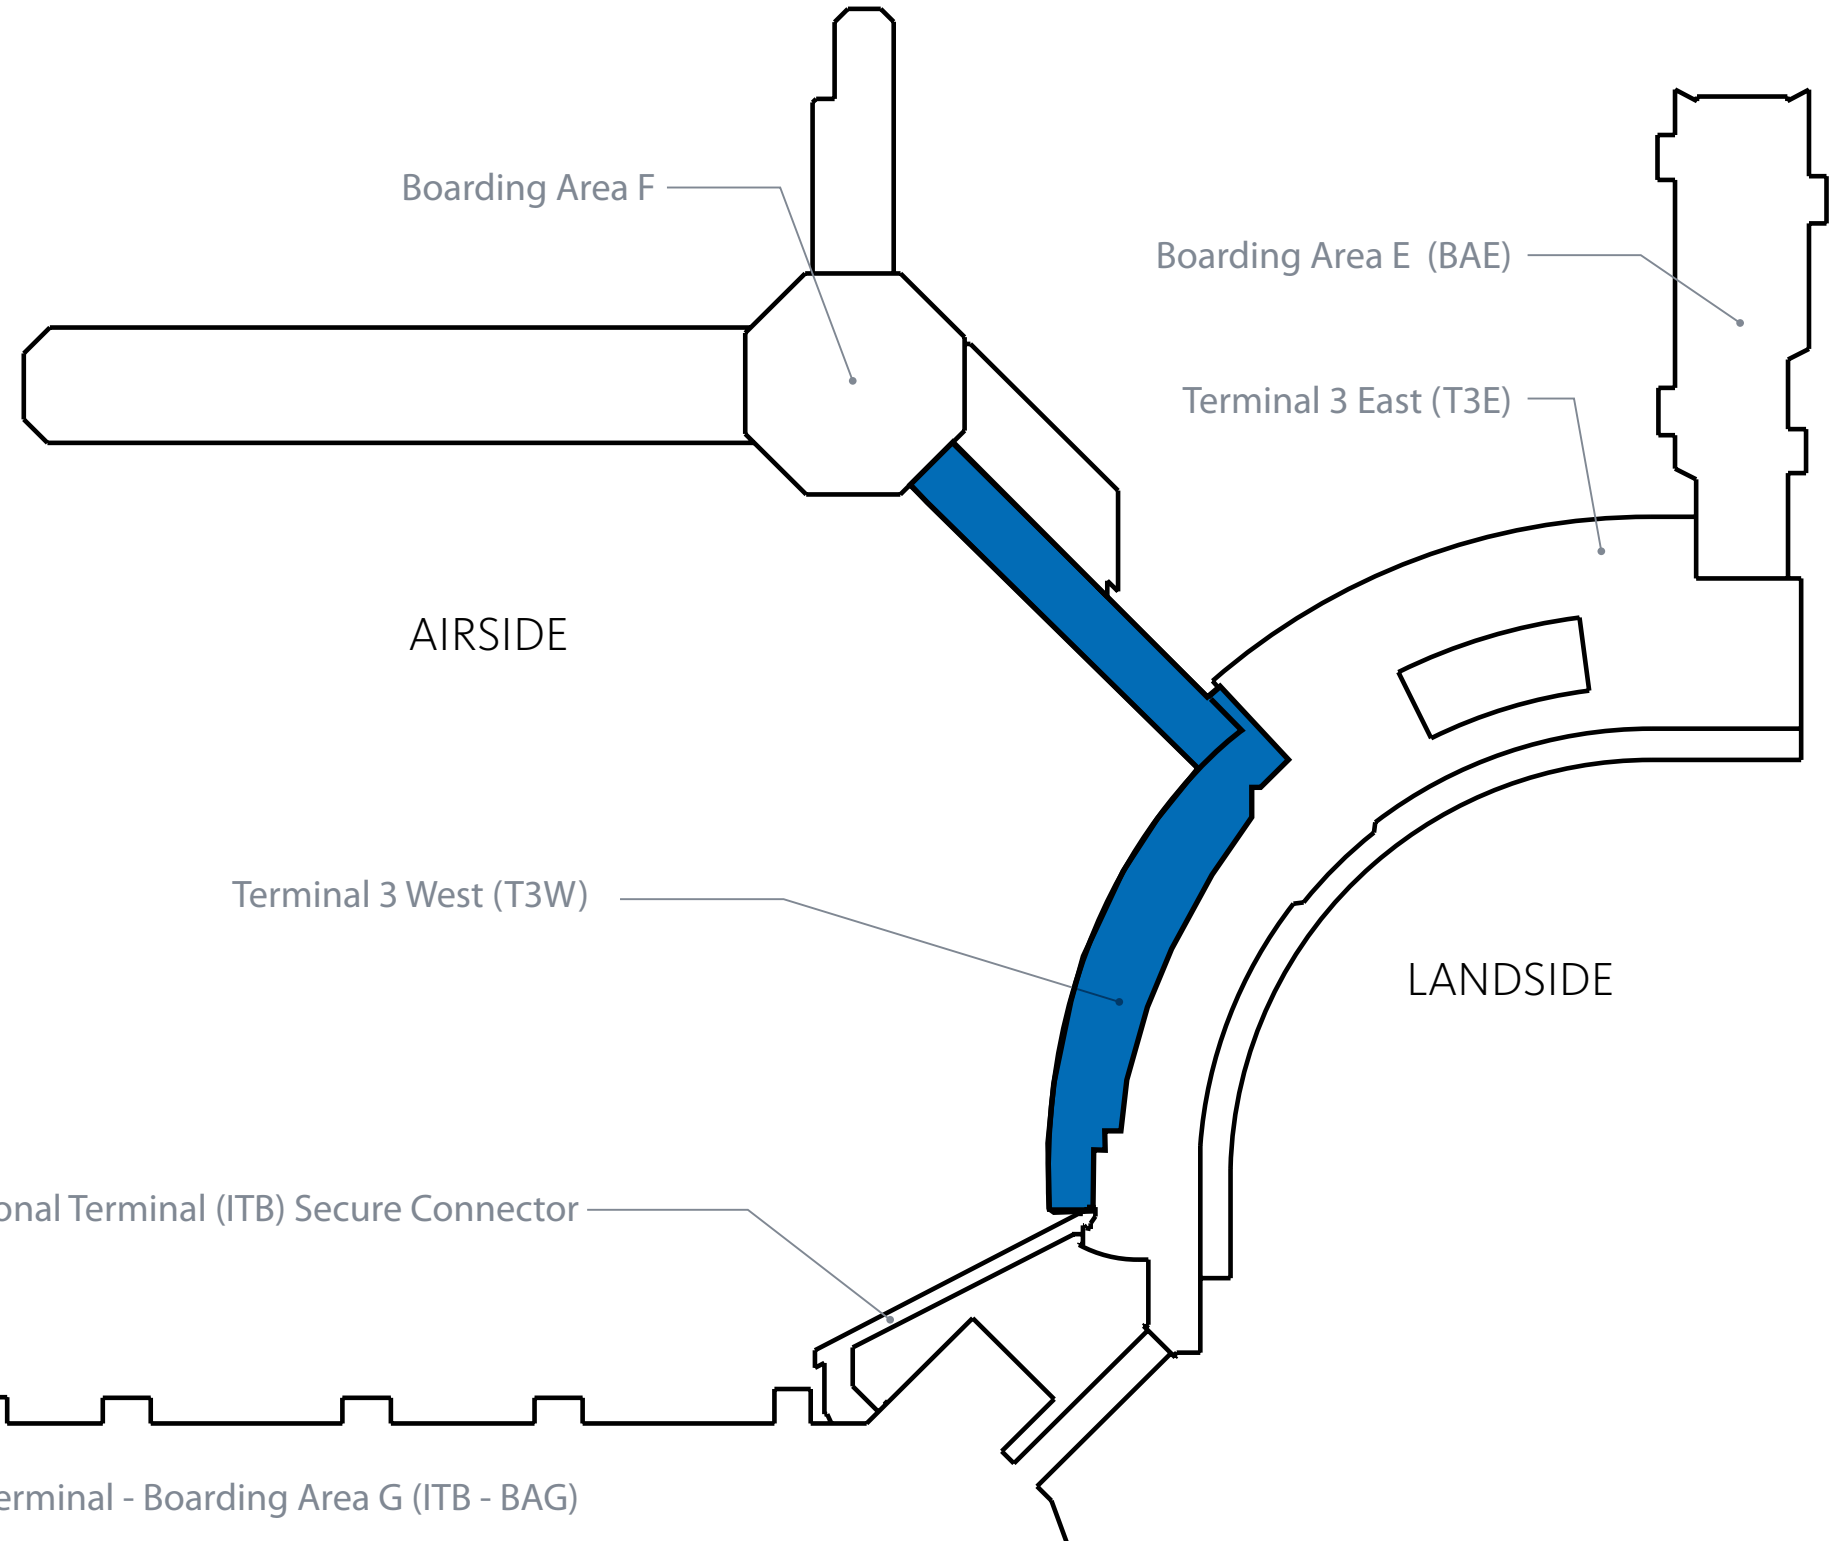 Boarding Area F
Boarding Area E (BAE)
Terminal 3 East (T3E)
AIRSIDE
Terminal 3 West (T3W)
LANDSIDE
onal Terminal (ITB) Secure Connector
erminal - Boarding Area G (ITB - BAG)